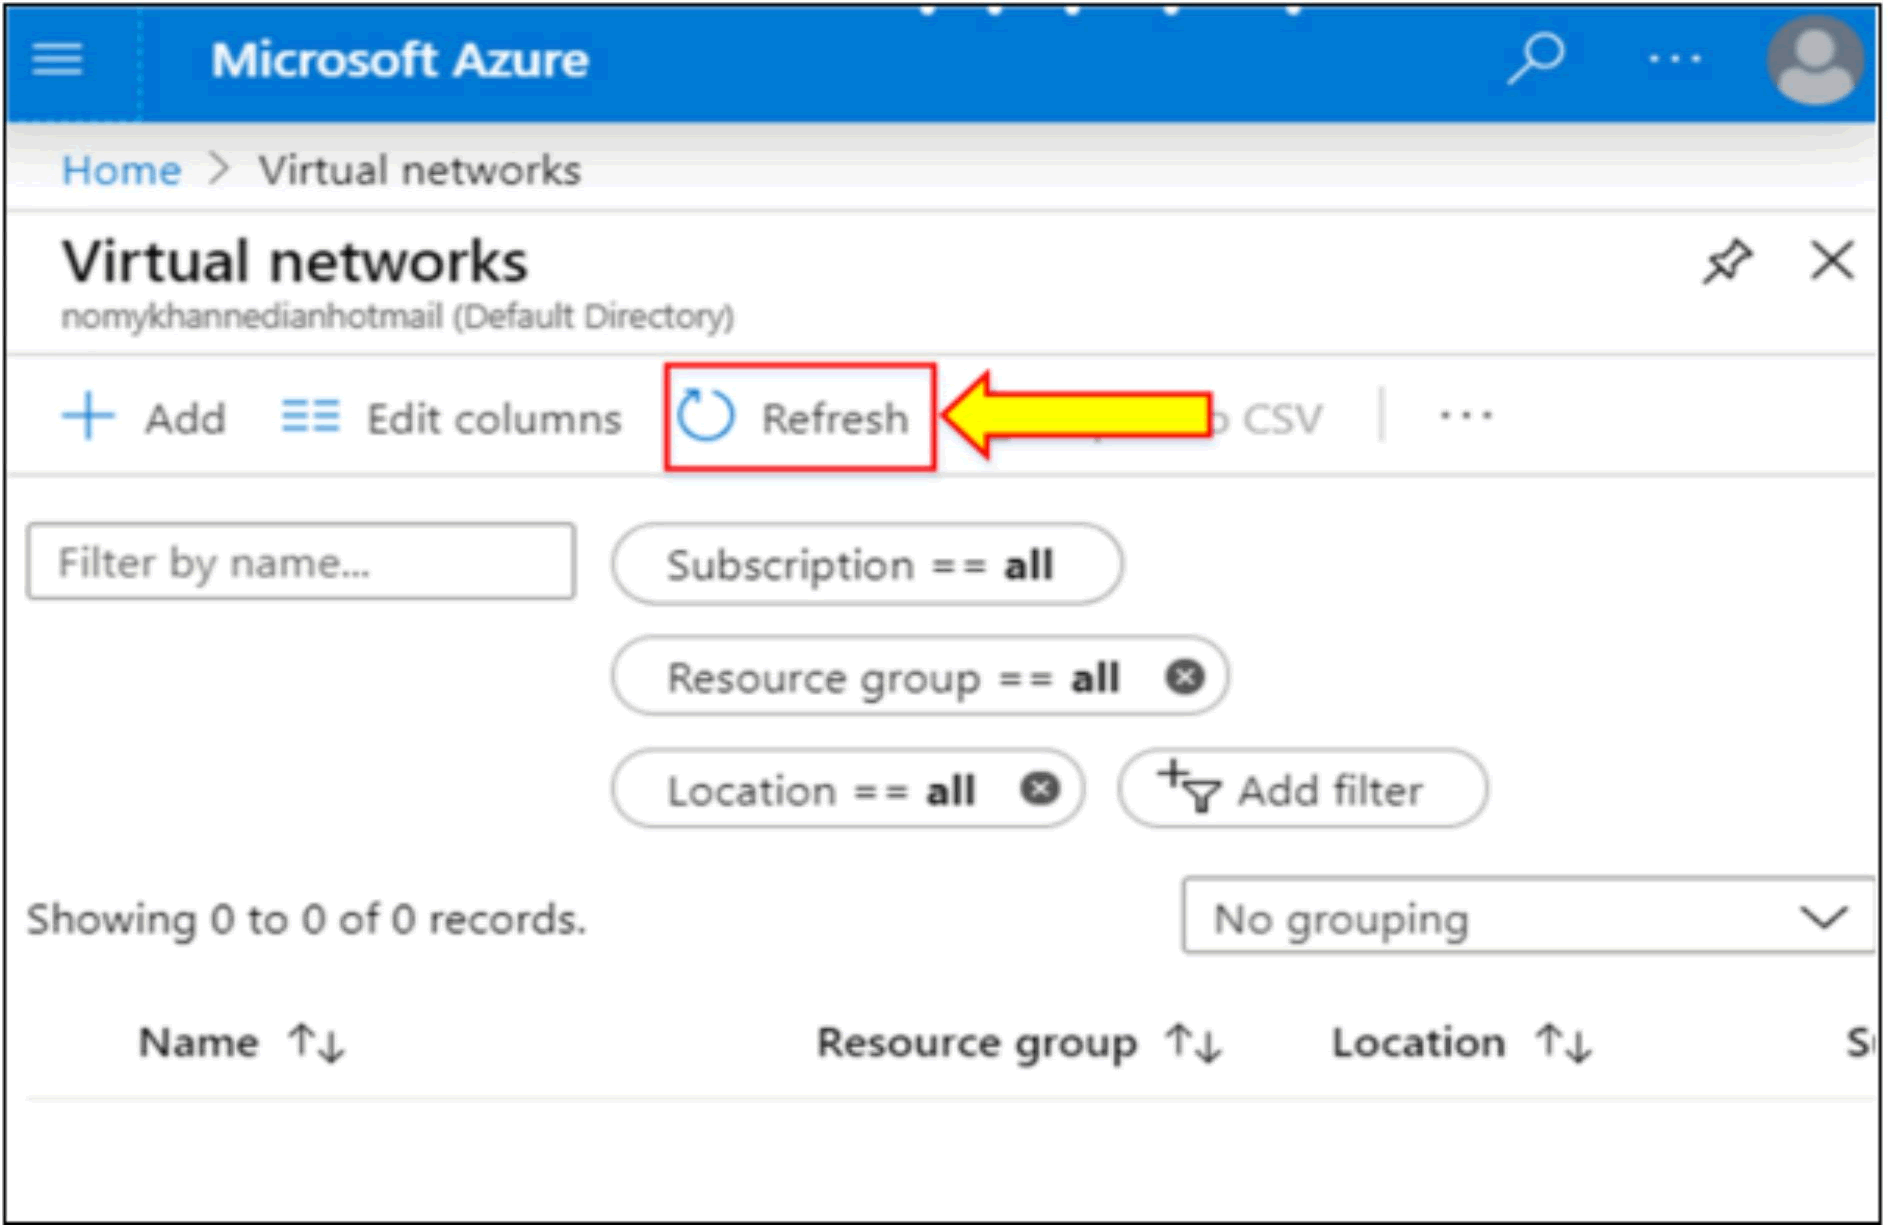 Microsoft Azure
Home > Virtual networks
Virtual networks
nomykhannedianhotmail (Default Directory)
Add Edit columns Refresh CSV
Filter by name... Subscription == all
Resource group == all
Location == all Add filter
Showing 0 to 0 of 0 records. No grouping
Name ↑↓ Resource group ↑↓ Location ↑↓